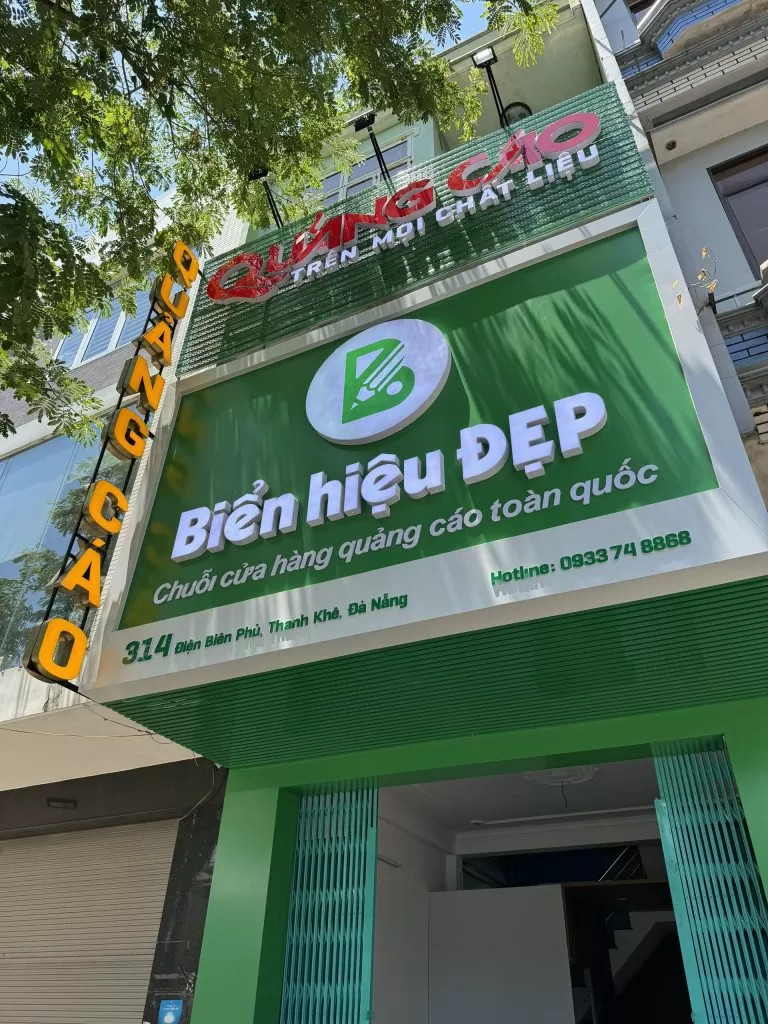 QUẢNG CÁO
TRÊN MỌI CHẤT LIỆU
QUẢNG CÁO
Biển hiệu ĐẸP
Chuỗi cửa hàng quảng cáo toàn quốc
Hotline: 0933 74 8868
314 Điện Biên Phủ, Thanh Khê, Đà Nẵng